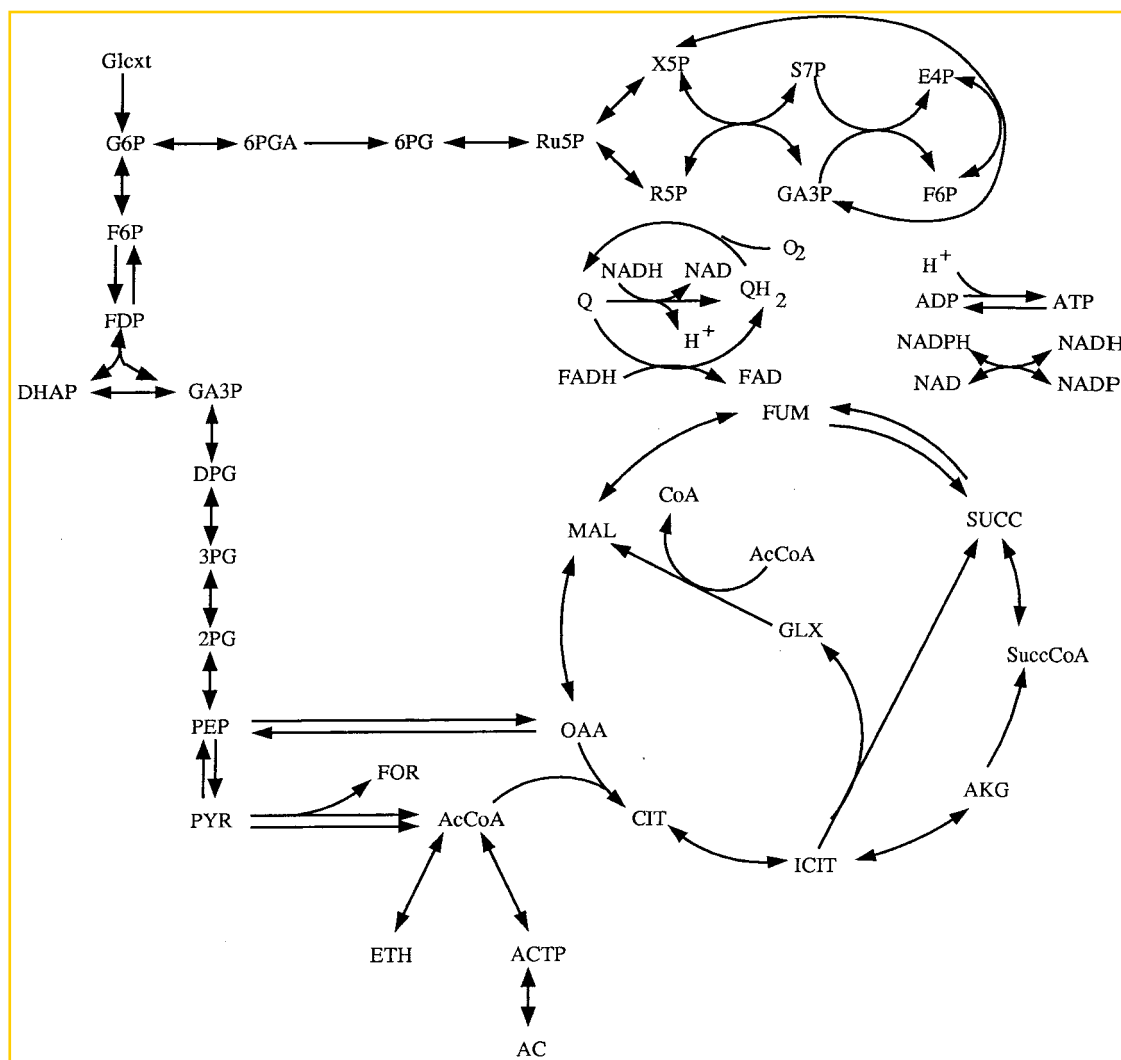 Glcxt
X5P S7P E4P
G6P 6PGA 6PG Ru5P
R5P GA3P F6P
F6P
O2
NADH NAD
Q QH2
H+
H+
ADP ATP
FDP
NADPH NADH
FADH FAD
NAD NADP
DHAP GA3P
FUM
DPG
CoA
MAL SUCC
AcCoA
3PG
GLX
2PG
SuccCoA
PEP OAA
FOR
AKG
PYR AcCoA CIT
ICIT
ETH ACTP
AC